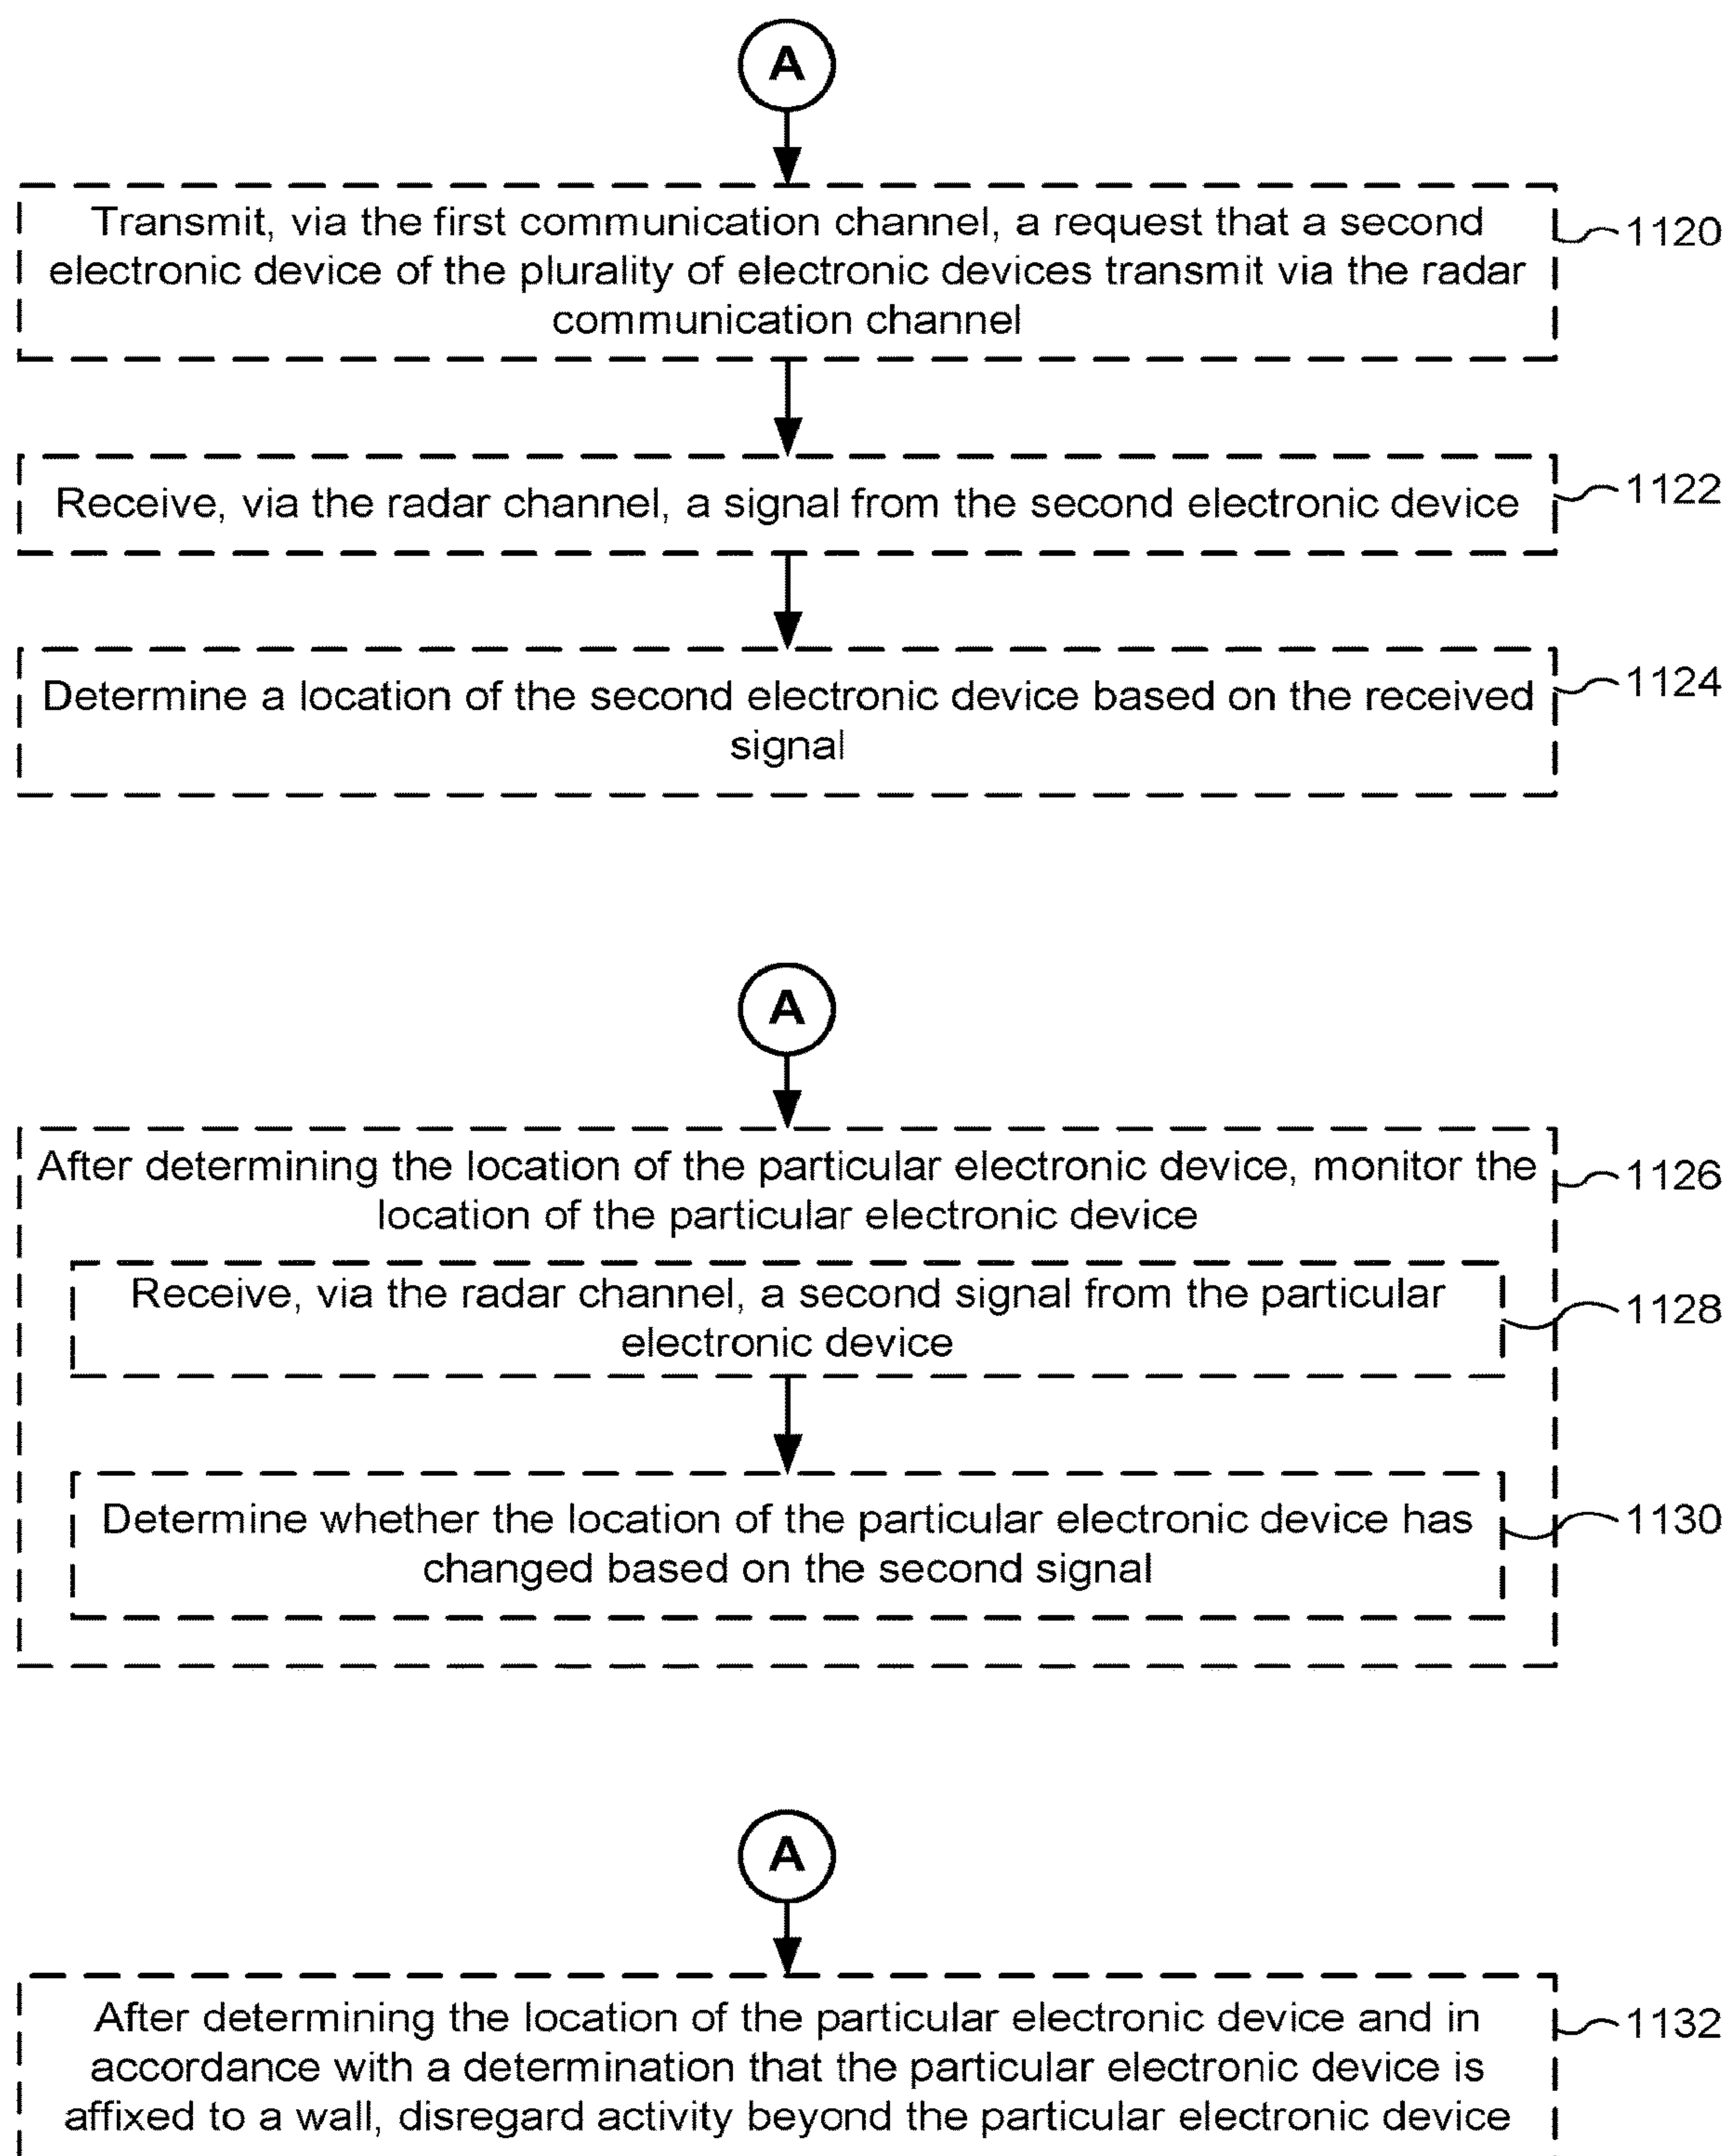 A
Transmit, via the first communication channel, a request that a second
electronic device of the plurality of electronic devices transmit via the radar
communication channel
1120
Receive, via the radar channel, a signal from the second electronic device
1122
Determine a location of the second electronic device based on the received
signal
1124
A
After determining the location of the particular electronic device, monitor the
location of the particular electronic device
1126
Receive, via the radar channel, a second signal from the particular
electronic device
1128
Determine whether the location of the particular electronic device has
changed based on the second signal
1130
A
After determining the location of the particular electronic device and in
accordance with a determination that the particular electronic device is
affixed to a wall, disregard activity beyond the particular electronic device
1132